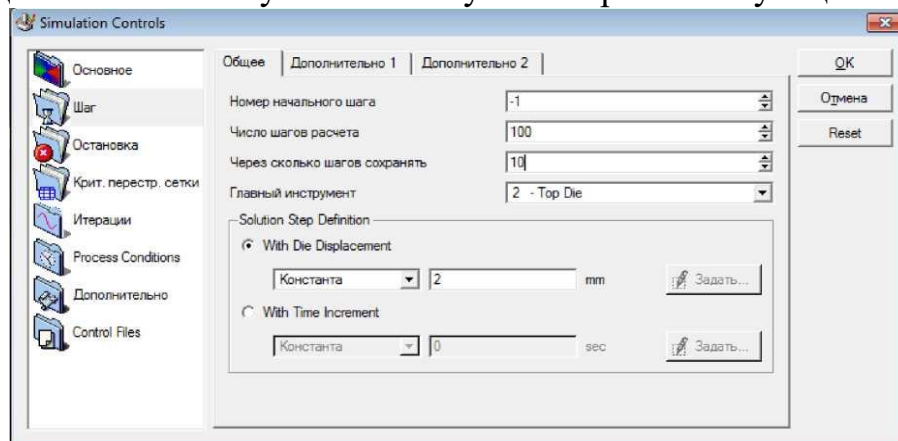 Simulation Controls
Основное
Шаг
Остановка
Крит. перестр. сетки
Итерации
Process Conditions
Дополнительно
Control Files
Общее
Дополнительно 1
Дополнительно 2
Номер начального шага
-1
Число шагов расчета
100
Через сколько шагов сохранять
10
Главный инструмент
2 - Top Die
Solution Step Definition
With Die Displacement
Константа
2
mm
Задать...
With Time Increment
Константа
0
sec
Задать...
OK
Отмена
Reset